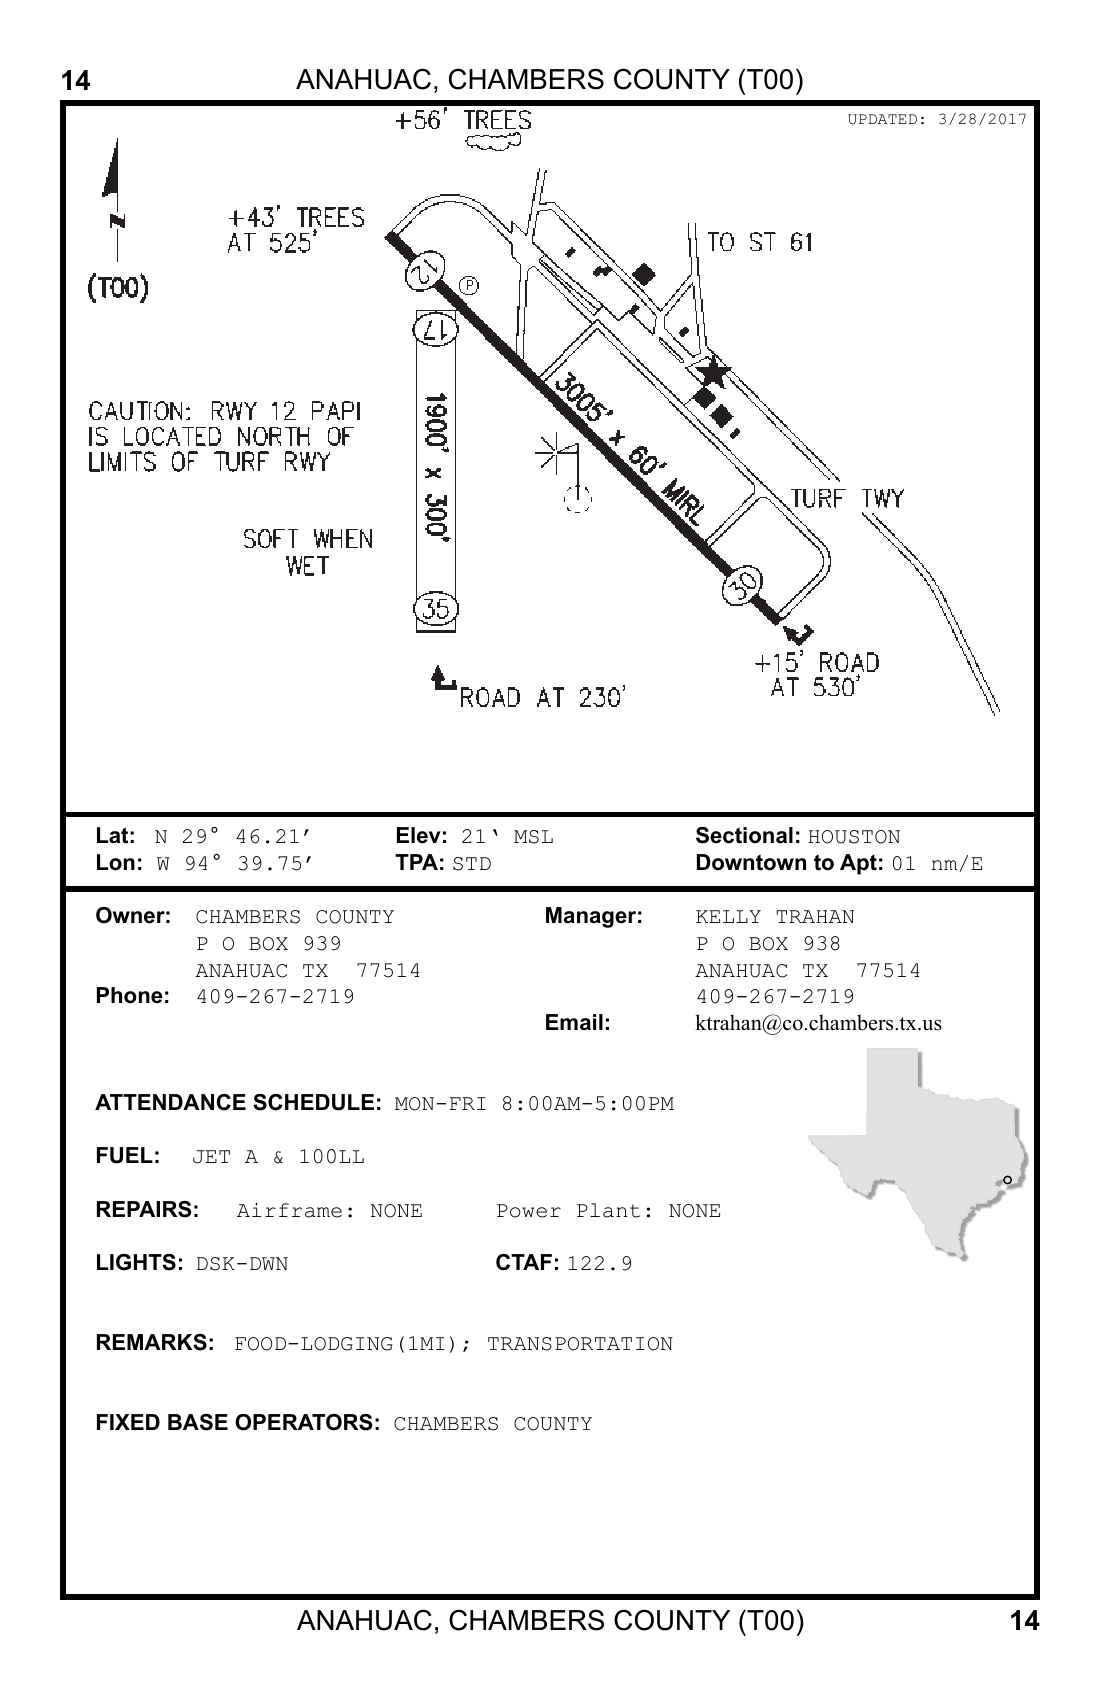 14 ANAHUAC, CHAMBERS COUNTY (T00)
+56' TREES
UPDATED: 3/28/2017
N
(T00)
+43' TREES
AT 525'
TO ST 61
12
P
17
CAUTION: RWY 12 PAPI
IS LOCATED NORTH OF
LIMITS OF TURF RWY
1900' x 300'
3005' x 60' MIRL
TURF TWY
SOFT WHEN
WET
35
30
+15' ROAD
AT 530'
ROAD AT 230'
Lat: N 29° 46.21′ Elev: 21‘ MSL Sectional: HOUSTON
Lon: W 94° 39.75′ TPA: STD Downtown to Apt: 01 nm/E
Owner: CHAMBERS COUNTY Manager: KELLY TRAHAN
P O BOX 939 P O BOX 938
ANAHUAC TX 77514 ANAHUAC TX 77514
Phone: 409-267-2719 409-267-2719
Email: ktrahan@co.chambers.tx.us
ATTENDANCE SCHEDULE: MON-FRI 8:00AM-5:00PM
FUEL: JET A & 100LL
REPAIRS: Airframe: NONE Power Plant: NONE
LIGHTS: DSK-DWN CTAF: 122.9
REMARKS: FOOD-LODGING(1MI); TRANSPORTATION
FIXED BASE OPERATORS: CHAMBERS COUNTY
ANAHUAC, CHAMBERS COUNTY (T00) 14